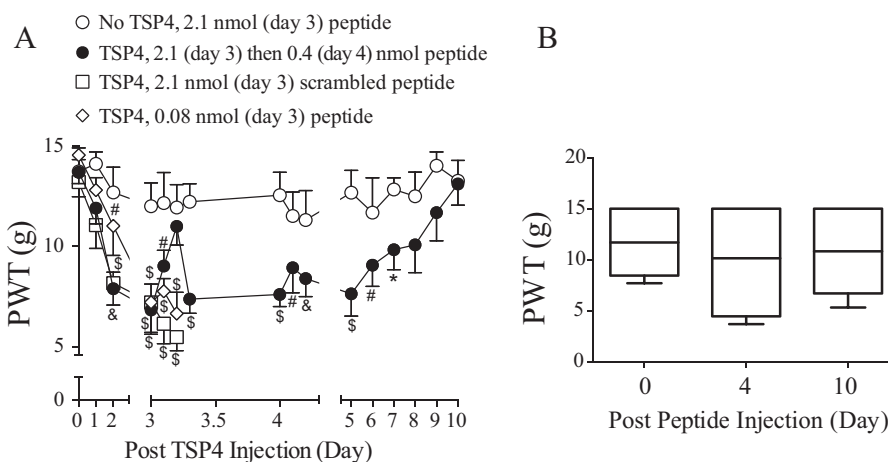 A
No TSP4, 2.1 nmol (day 3) peptide
TSP4, 2.1 (day 3) then 0.4 (day 4) nmol peptide
TSP4, 2.1 nmol (day 3) scrambled peptide
TSP4, 0.08 nmol (day 3) peptide
PWT (g)
15
10
5
0
#
$
&
$
#
$
$
$
$
$
$
$
#
&
$
#
*
0 1 2 3 3.5 4 5 6 7 8 9 10
Post TSP4 Injection (Day)
B
PWT (g)
20
15
10
5
0
0 4 10
Post Peptide Injection (Day)